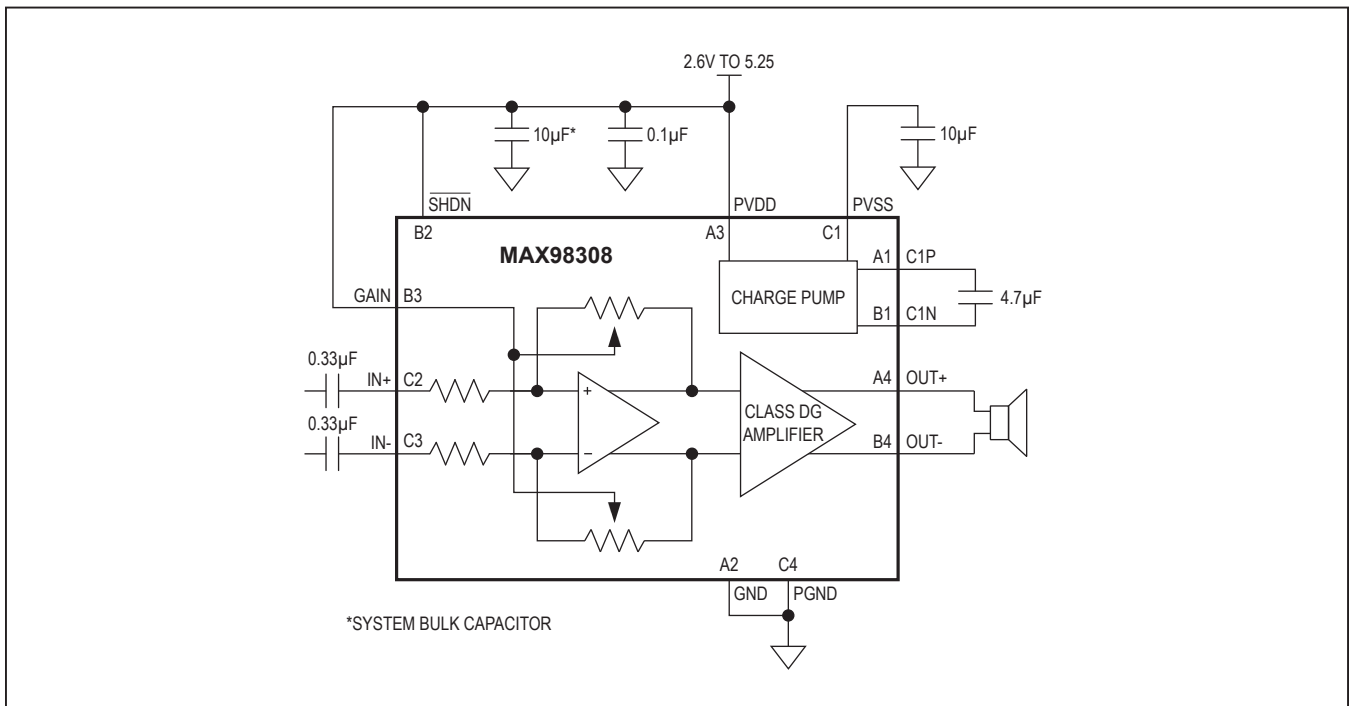 2.6V TO 5.25
10µF*
0.1µF
10µF
SHDN
PVDD
PVSS
B2
A3
C1
MAX98308
A1 C1P
CHARGE PUMP
4.7µF
B1 C1N
GAIN B3
0.33µF
IN+ C2
+
A4 OUT+
CLASS DG
AMPLIFIER
0.33µF
IN- C3
−
B4 OUT-
A2 C4
GND PGND
*SYSTEM BULK CAPACITOR